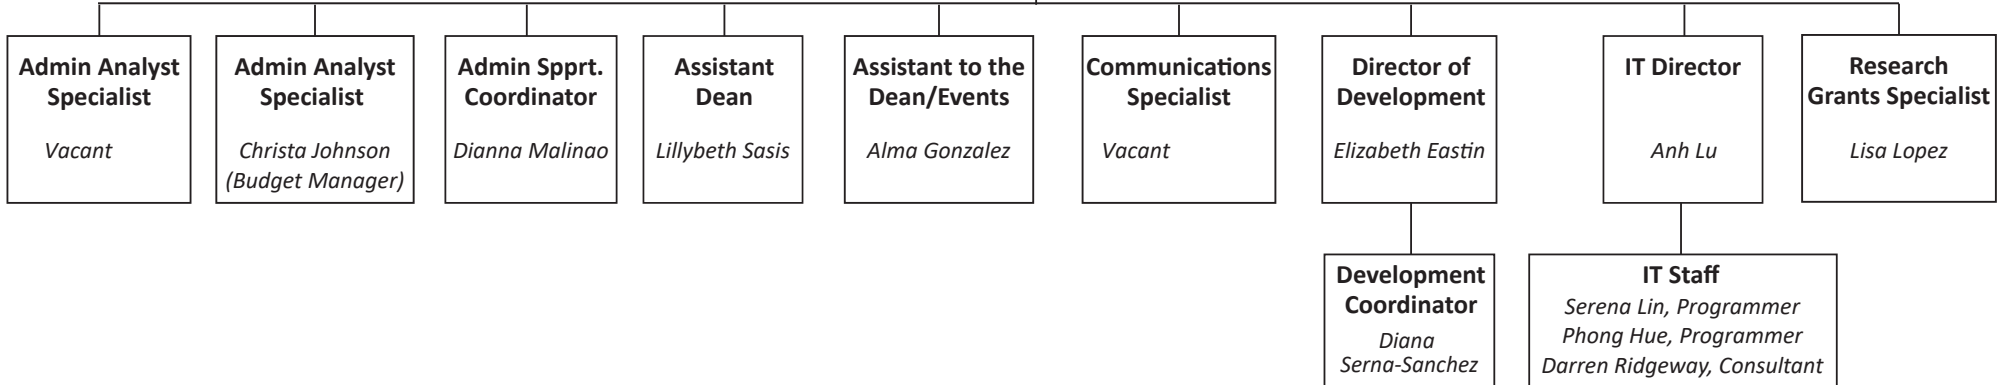 Admin Analyst
Specialist
Vacant
Admin Analyst
Specialist
Christa Johnson
(Budget Manager)
Admin Spprt.
Coordinator
Dianna Malinao
Assistant
Dean
Lillybeth Sasis
Assistant to the
Dean/Events
Alma Gonzalez
Communications
Specialist
Vacant
Director of
Development
Elizabeth Eastin
IT Director
Anh Lu
Research
Grants Specialist
Lisa Lopez
Development
Coordinator
Diana
Serna-Sanchez
IT Staff
Serena Lin, Programmer
Phong Hue, Programmer
Darren Ridgeway, Consultant